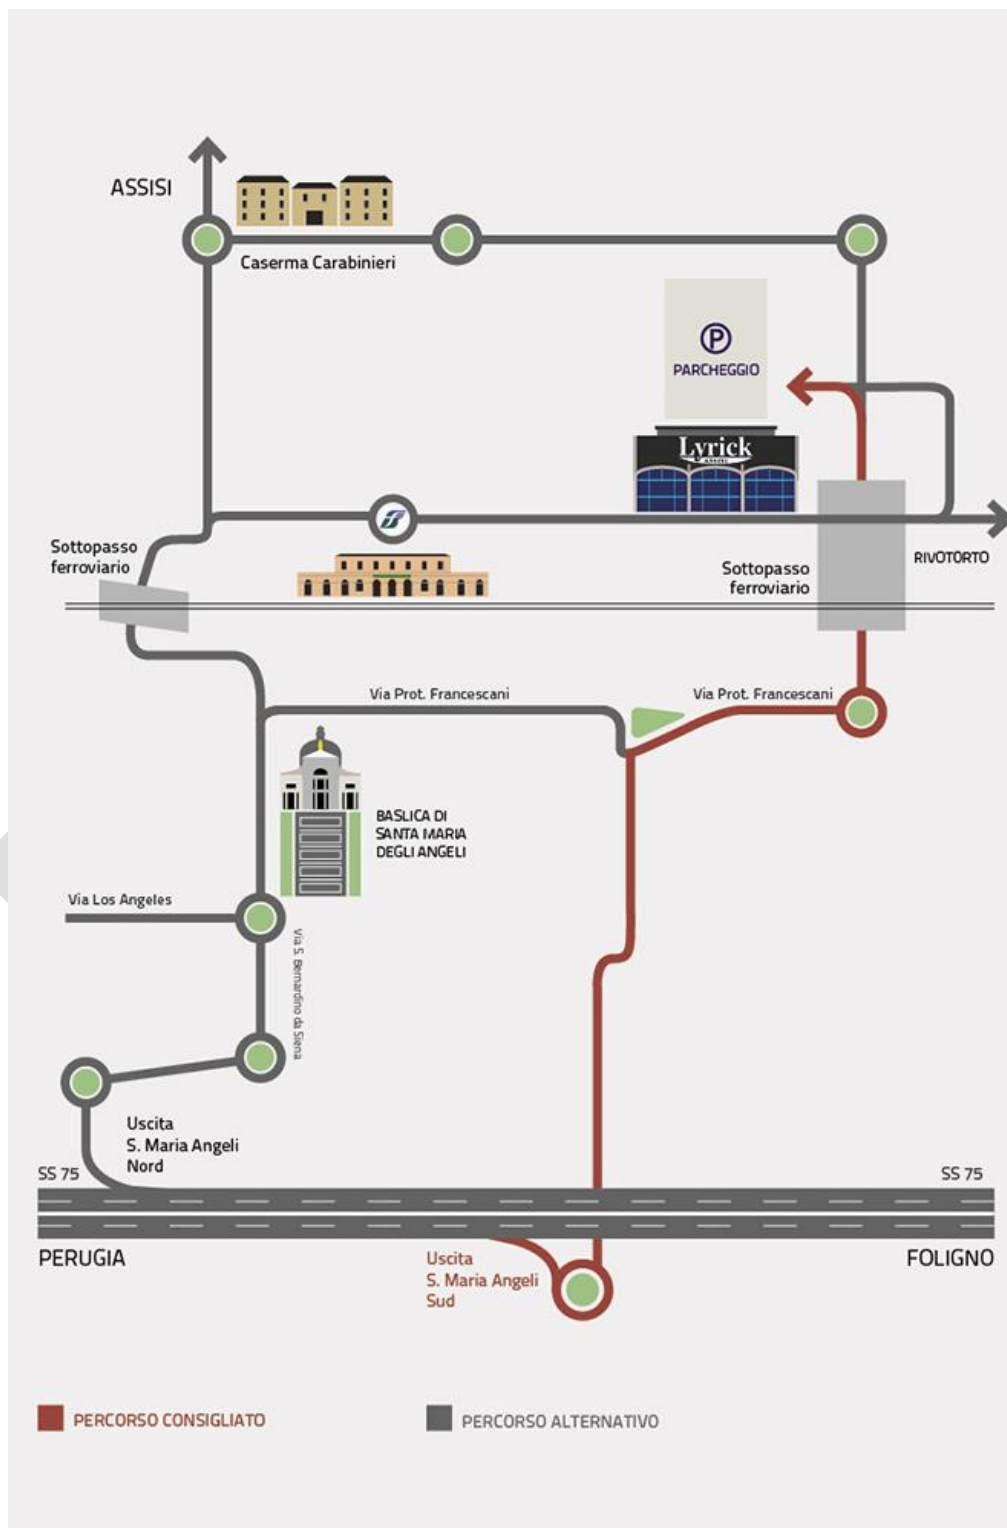 ASSISI
Caserma Carabinieri
P
PARCHEGGIO
Lyrick
Sottopasso
ferroviario
RIVOTORTO
Sottopasso
ferroviario
Via Prot. Francescani
Via Prot. Francescani
BASLICA DI
SANTA MARIA
DEGLI ANGELI
Via Los Angeles
Via S. Bernardino da Siena
Uscita
S. Maria Angeli
Nord
SS 75
SS 75
PERUGIA
FOLIGNO
Uscita
S. Maria Angeli
Sud
PERCORSO CONSIGLIATO
PERCORSO ALTERNATIVO